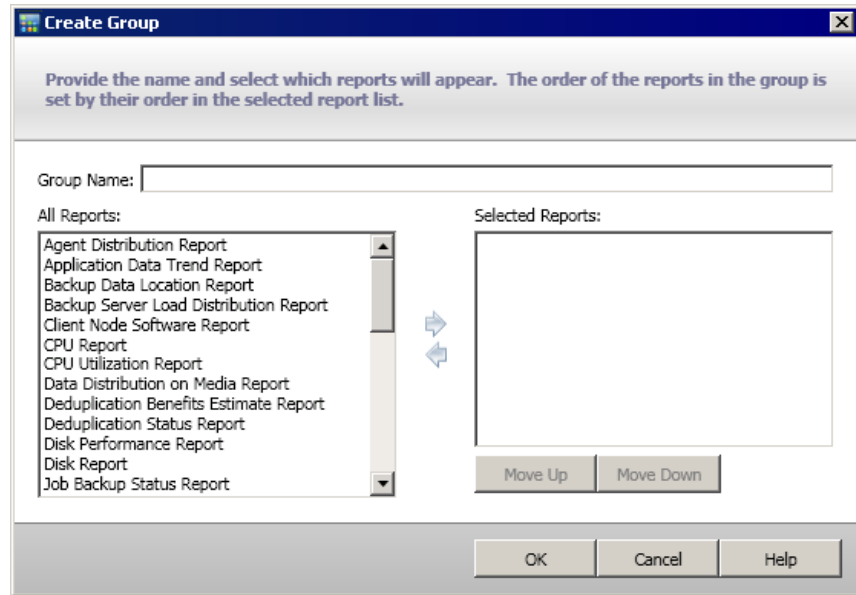 Create Group
Provide the name and select which reports will appear. The order of the reports in the group is
set by their order in the selected report list.
Group Name:
All Reports:
Agent Distribution Report
Application Data Trend Report
Backup Data Location Report
Backup Server Load Distribution Report
Client Node Software Report
CPU Report
CPU Utilization Report
Data Distribution on Media Report
Deduplication Benefits Estimate Report
Deduplication Status Report
Disk Performance Report
Disk Report
Job Backup Status Report
Selected Reports:
Move Up
Move Down
OK
Cancel
Help